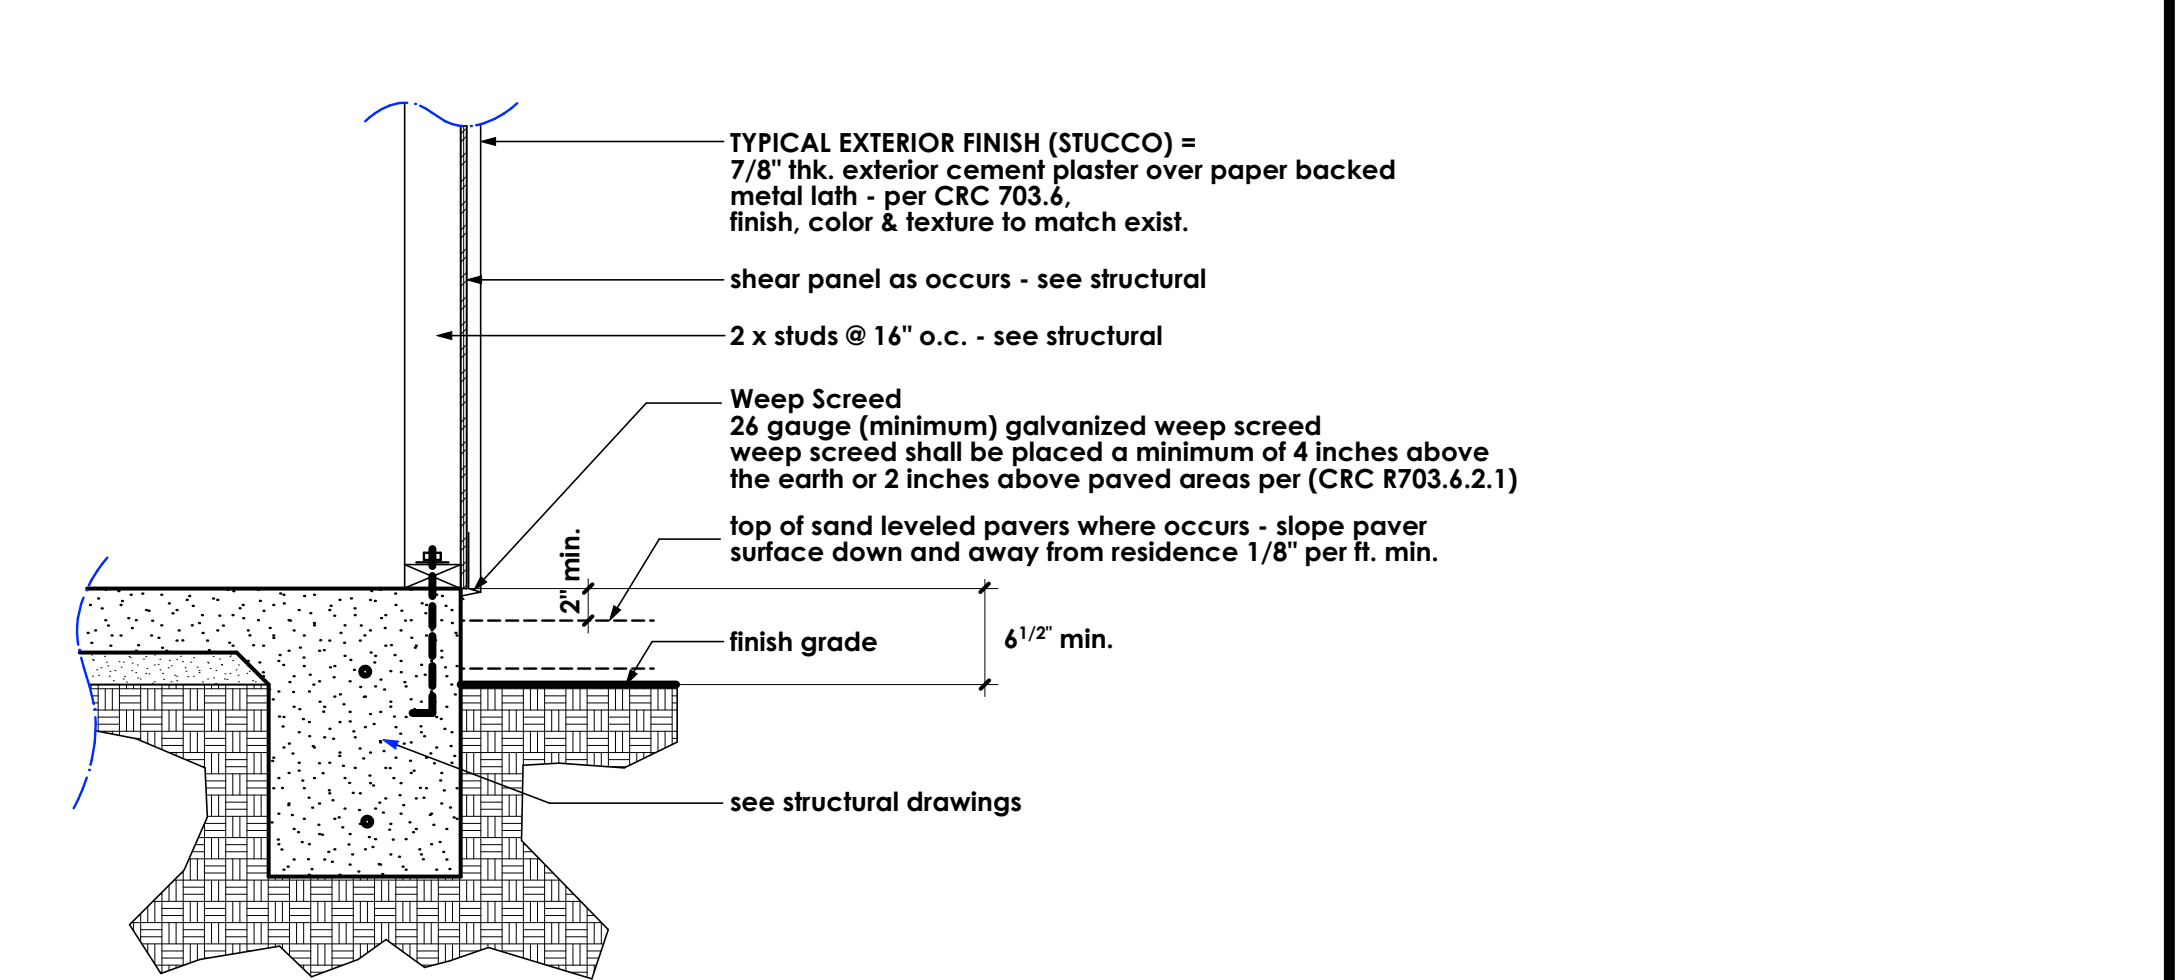 TYPICAL EXTERIOR FINISH (STUCCO) =
7/8" thk. exterior cement plaster over paper backed
metal lath - per CRC 703.6,
finish, color & texture to match exist.
shear panel as occurs - see structural
2 x studs @ 16" o.c. - see structural
Weep Screed
26 gauge (minimum) galvanized weep screed
weep screed shall be placed a minimum of 4 inches above
the earth or 2 inches above paved areas per (CRC R703.6.2.1)
top of sand leveled pavers where occurs - slope paver
surface down and away from residence 1/8" per ft. min.
2" min.
finish grade
6 1/2" min.
see structural drawings